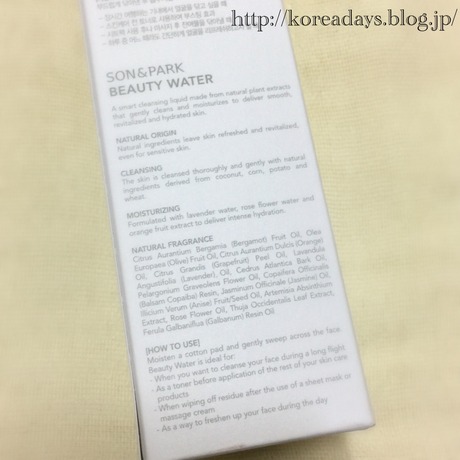 http://koreadays.blog.jp/
SON&PARK
BEAUTY WATER
A smart cleansing liquid made from natural plant extracts
that gently cleans and moisturizes to deliver smooth,
revitalized and hydrated skin.
NATURAL ORIGIN
Natural ingredients leave skin refreshed and revitalized,
even for sensitive skin.
CLEANSING
The skin is cleansed thoroughly and gently with natural
ingredients derived from coconut, corn, potato and
wheat.
MOISTURIZING
Formulated with lavender water, rose flower water and
orange fruit extract to deliver intense hydration.
NATURAL FRAGRANCE
Citrus Aurantium Bergamia (Bergamot) Fruit Oil, Olea
Europaea (Olive) Fruit Oil, Citrus Aurantium Dulcis (Orange)
Oil, Citrus Grandis (Grapefruit) Peel Oil, Lavandula
Angustifolia (Lavender), Oil, Cedrus Atlantica Bark Oil,
Pelargonium Graveolens Flower Oil, Copaifera Officinalis
(Balsam Copaiba) Resin, Jasminum Officinale (Jasmine) Oil,
Illicium Verum (Anise) Fruit/Seed Oil, Artemisia Absinthium
Extract, Rose Flower Oil, Thuja Occidentalis Leaf Extract,
Ferula Galbaniflua (Galbanum) Resin Oil
[HOW TO USE]
Moisten a cotton pad and gently sweep across the face
Beauty Water is ideal for:
- When you want to cleanse your face during a long flight
- As a toner before application of the rest of your skin care
products
- When wiping off residue after the use of a sheet mask or
massage cream
- As a way to freshen up your face during the day